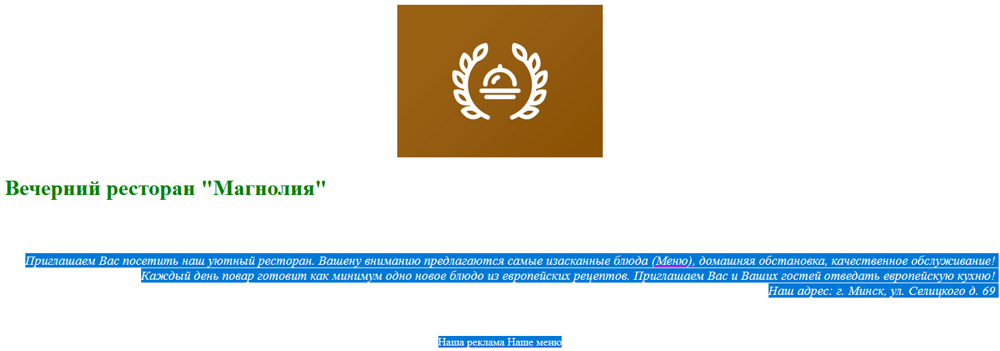 Вечерний ресторан "Магнолия"
Приглашаем Вас посетить наш уютный ресторан. Вашену вниманию предлагаются самые изасканные блюда (Меню), домашняя обстановка, качественное обслуживание!
Каждый день повар готовит как минимум одно новое блюдо из европейских рецептов. Приглашаем Вас и Ваших гостей отведать европейскую кухню!
Наш адрес: г. Минск, ул. Селицкого д. 69
Наша реклама Наше меню